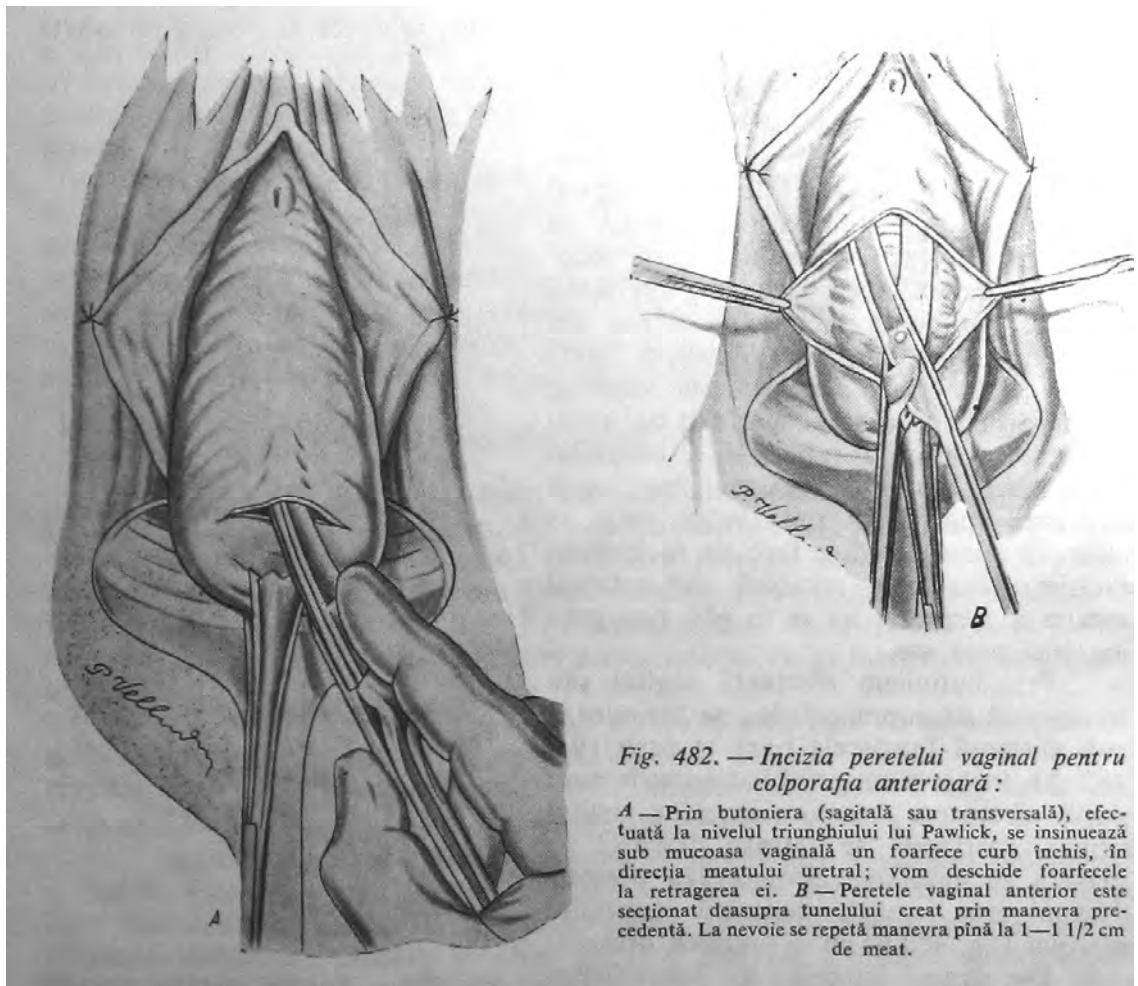 A
B
Fig. 482. — Incizia peretelui vaginal pentru
colporafia anterioară :
A — Prin butoniera (sagitală sau transversală), efec-
tuată la nivelul triunghiului lui Pawlick, se insinuează
sub mucoasa vaginală un foarfece curb închis, în
direcția meatului uretral; vom deschide foarfecele
la retragerea ei. B — Peretele vaginal anterior este
secționat deasupra tunelului creat prin manevra pre-
cedentă. La nevoie se repetă manevra pînă la 1—1 1/2 cm
de meat.